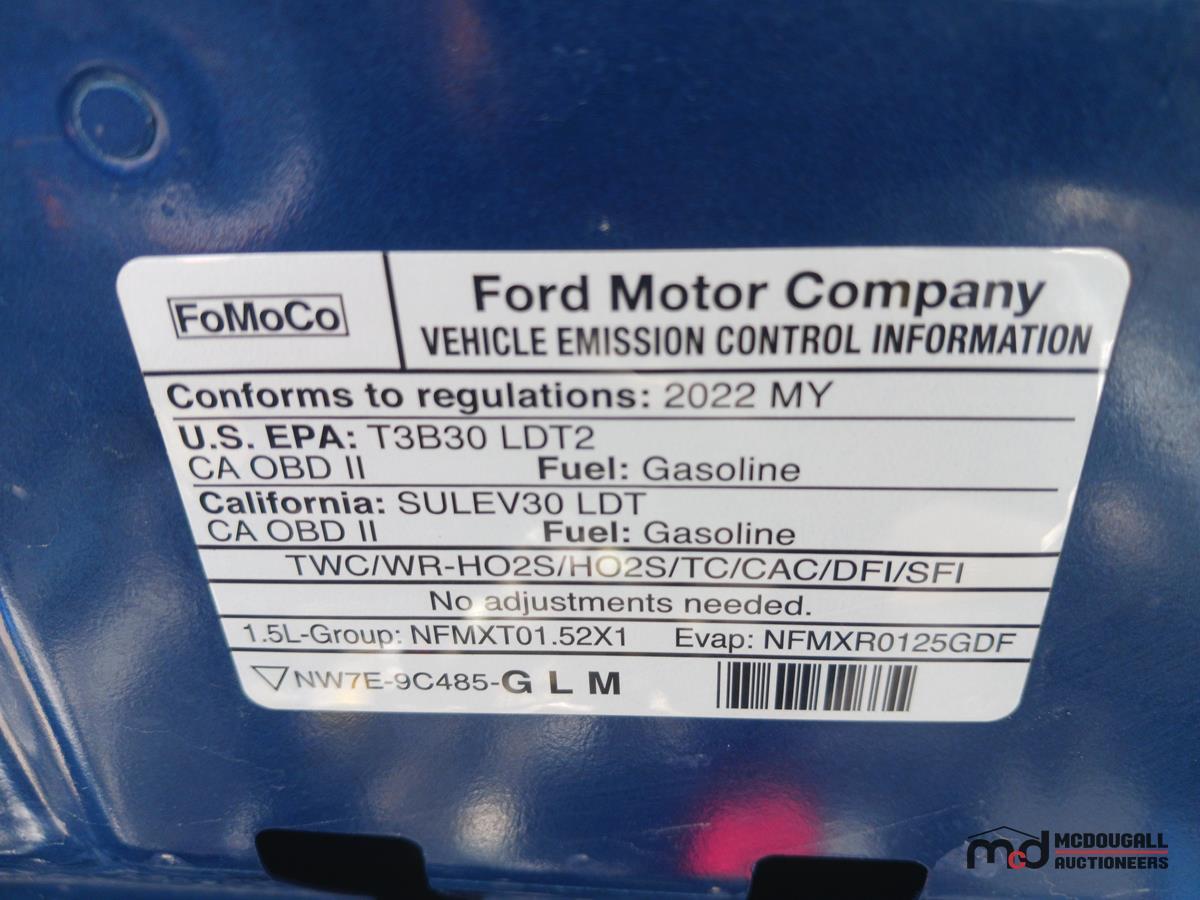 FoMoCo
Ford Motor Company
VEHICLE EMISSION CONTROL INFORMATION
Conforms to regulations: 2022 MY
U.S. EPA: T3B30 LDT2
CA OBD II Fuel: Gasoline
California: SULEV30 LDT
CA OBD II Fuel: Gasoline
TWC/WR-HO2S/HO2S/TC/CAC/DFI/SFI
No adjustments needed.
1.5L-Group: NFMXT01.52X1 Evap: NFMXR0125GDF
NW7E-9C485-G L M
mcd MCDOUGALL
AUCTIONEERS